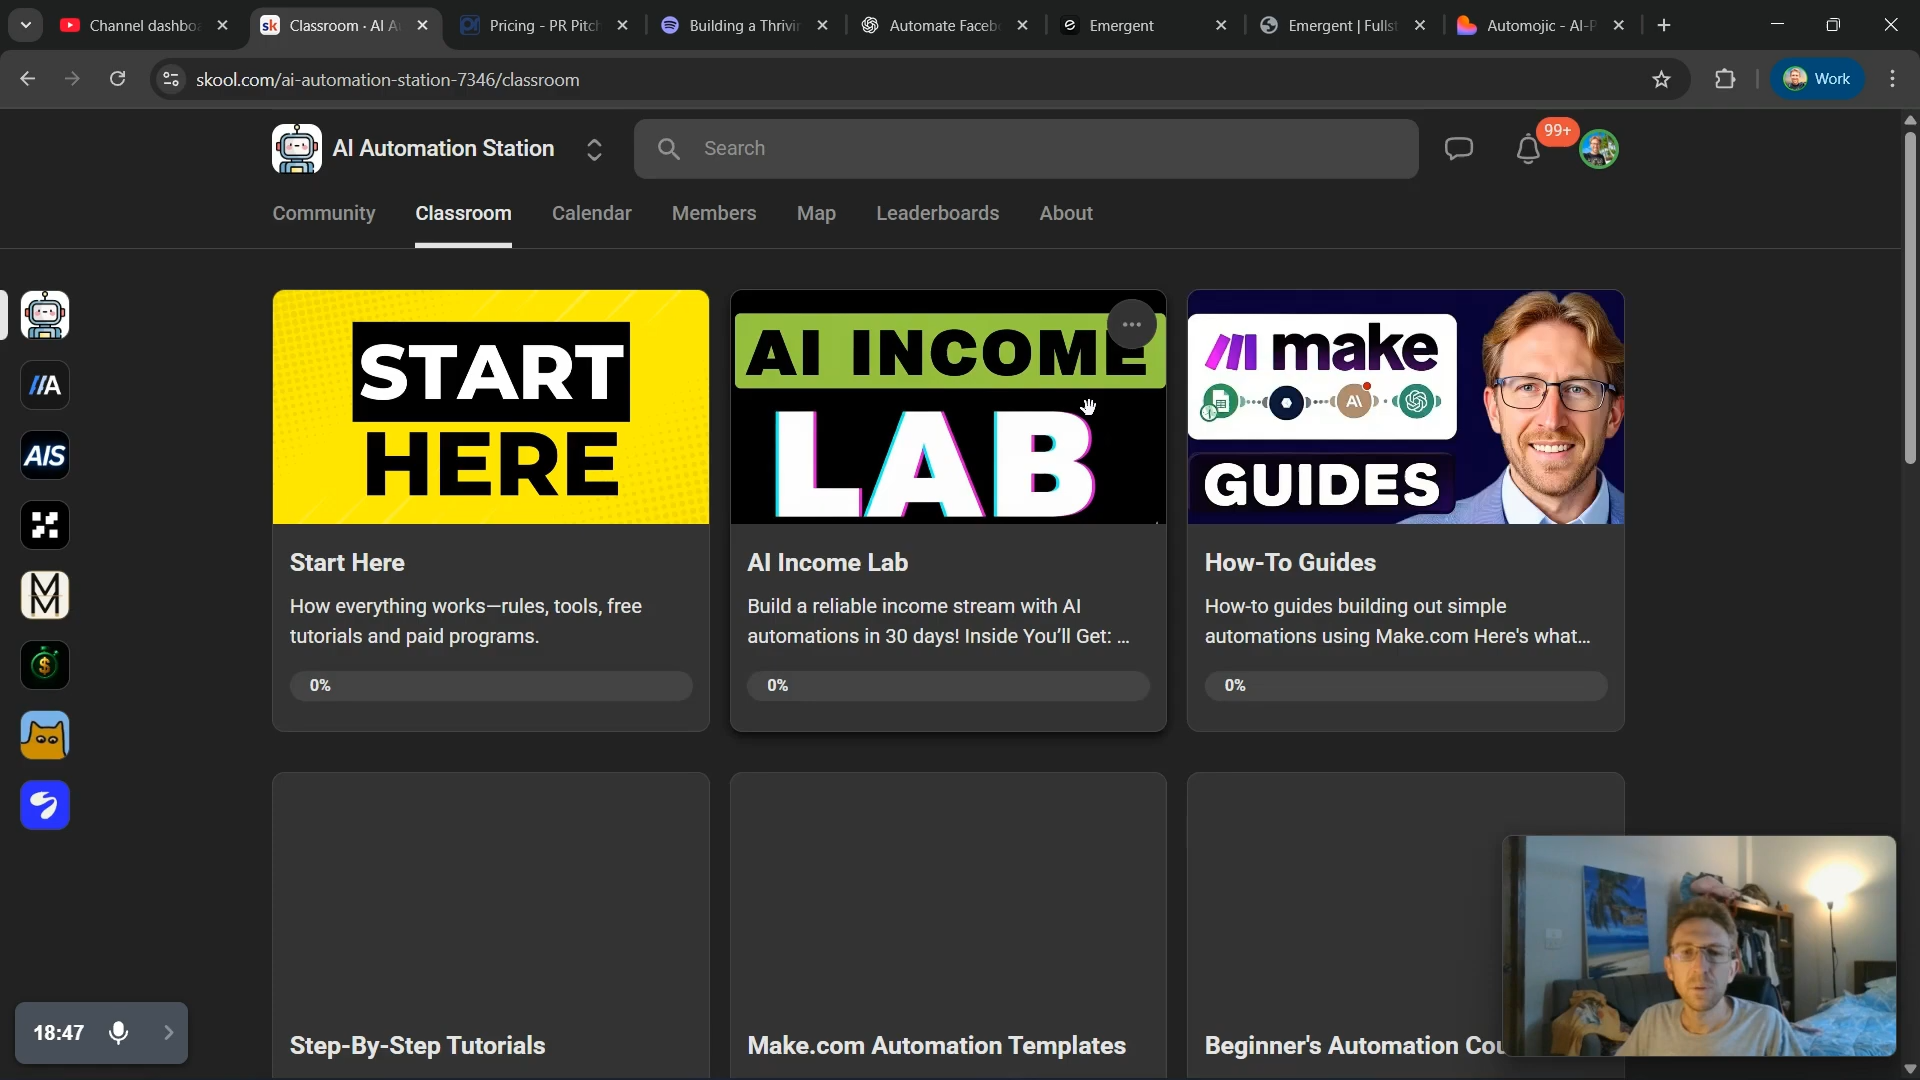 Channel dashbo
Classroom · AI A
Pricing - PR Pitch
Building a Thrivi
Automate Faceb
Emergent
Emergent | Fulls
Automojic - AI-P
skool.com/ai-automation-station-7346/classroom
Work
AI Automation Station
Search
99+
Community
Classroom
Calendar
Members
Map
Leaderboards
About
START
HERE
AI INCOME
LAB
make
GUIDES
Start Here
How everything works—rules, tools, free
tutorials and paid programs.
0%
AI Income Lab
Build a reliable income stream with AI
automations in 30 days! Inside You’ll Get: ...
0%
How-To Guides
How-to guides building out simple
automations using Make.com Here's what...
0%
AIS
Step-By-Step Tutorials
Make.com Automation Templates
Beginner's Automation Cou
18:47